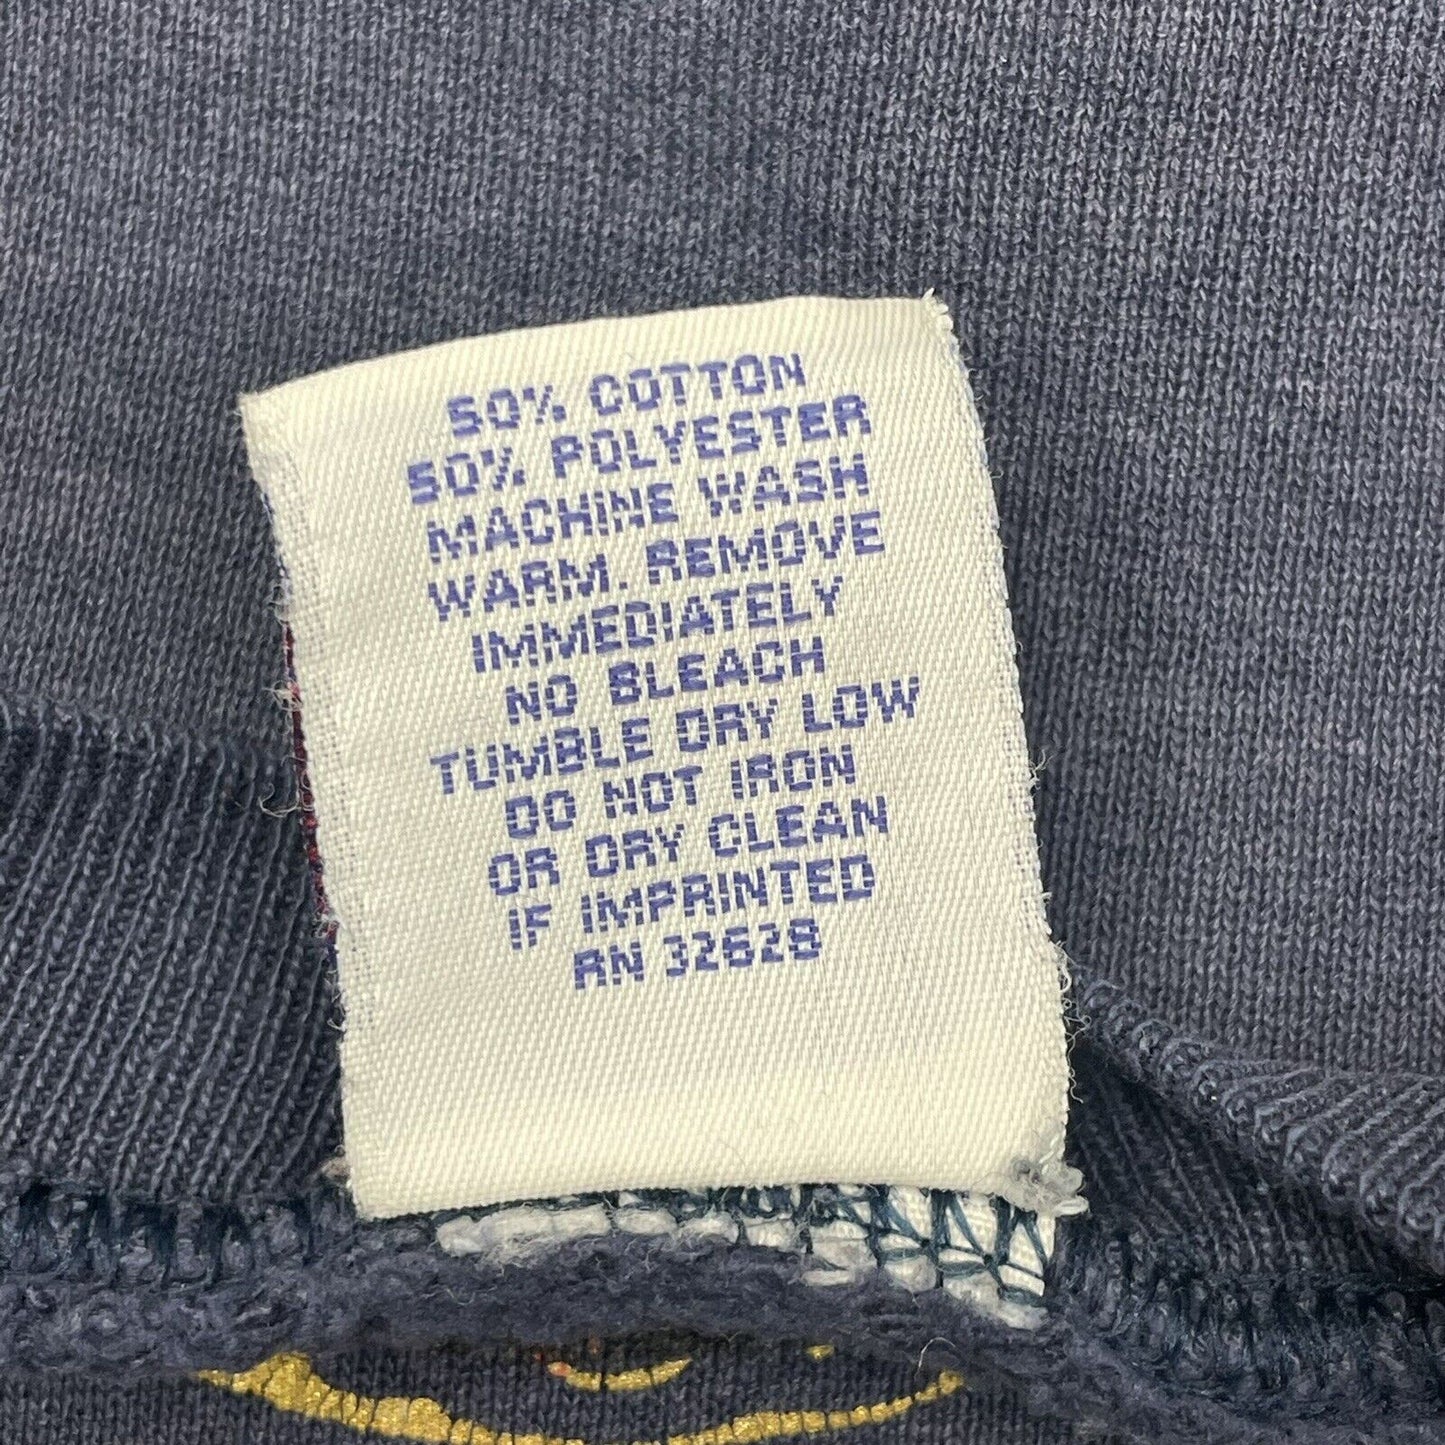 50% COTTON
50% POLYESTER
MACHINE WASH
WARM. REMOVE
IMMEDIATELY
NO BLEACH
TUMBLE DRY LOW
DO NOT IRON
OR DRY CLEAN
IF IMPRINTED
RN 32628